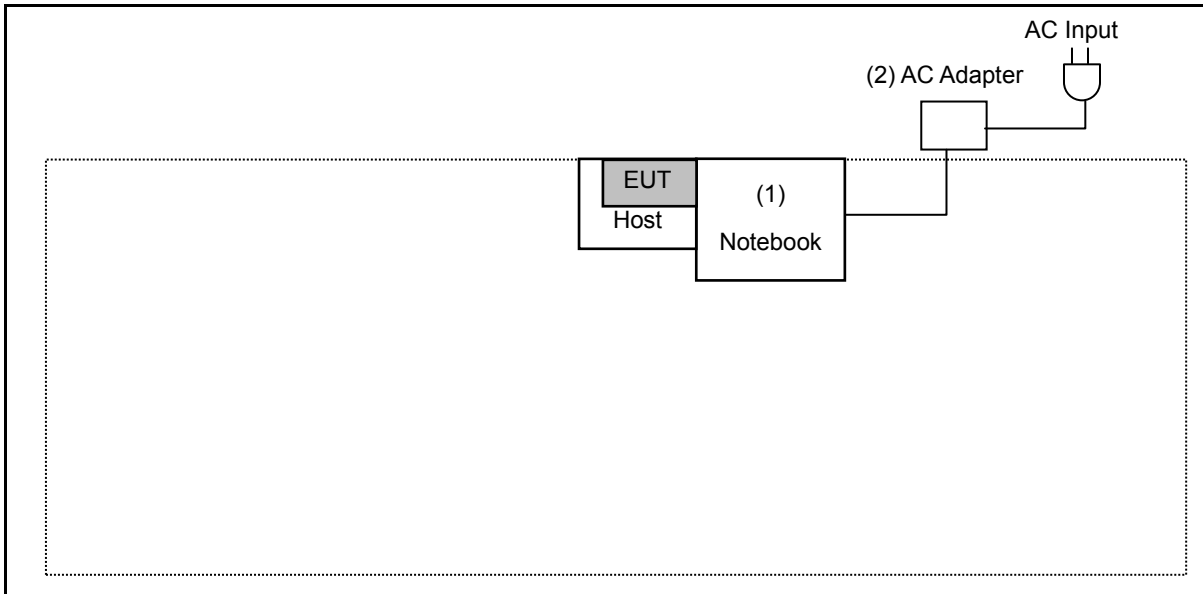 AC Input
(2) AC Adapter
EUT
Host
(1)
Notebook